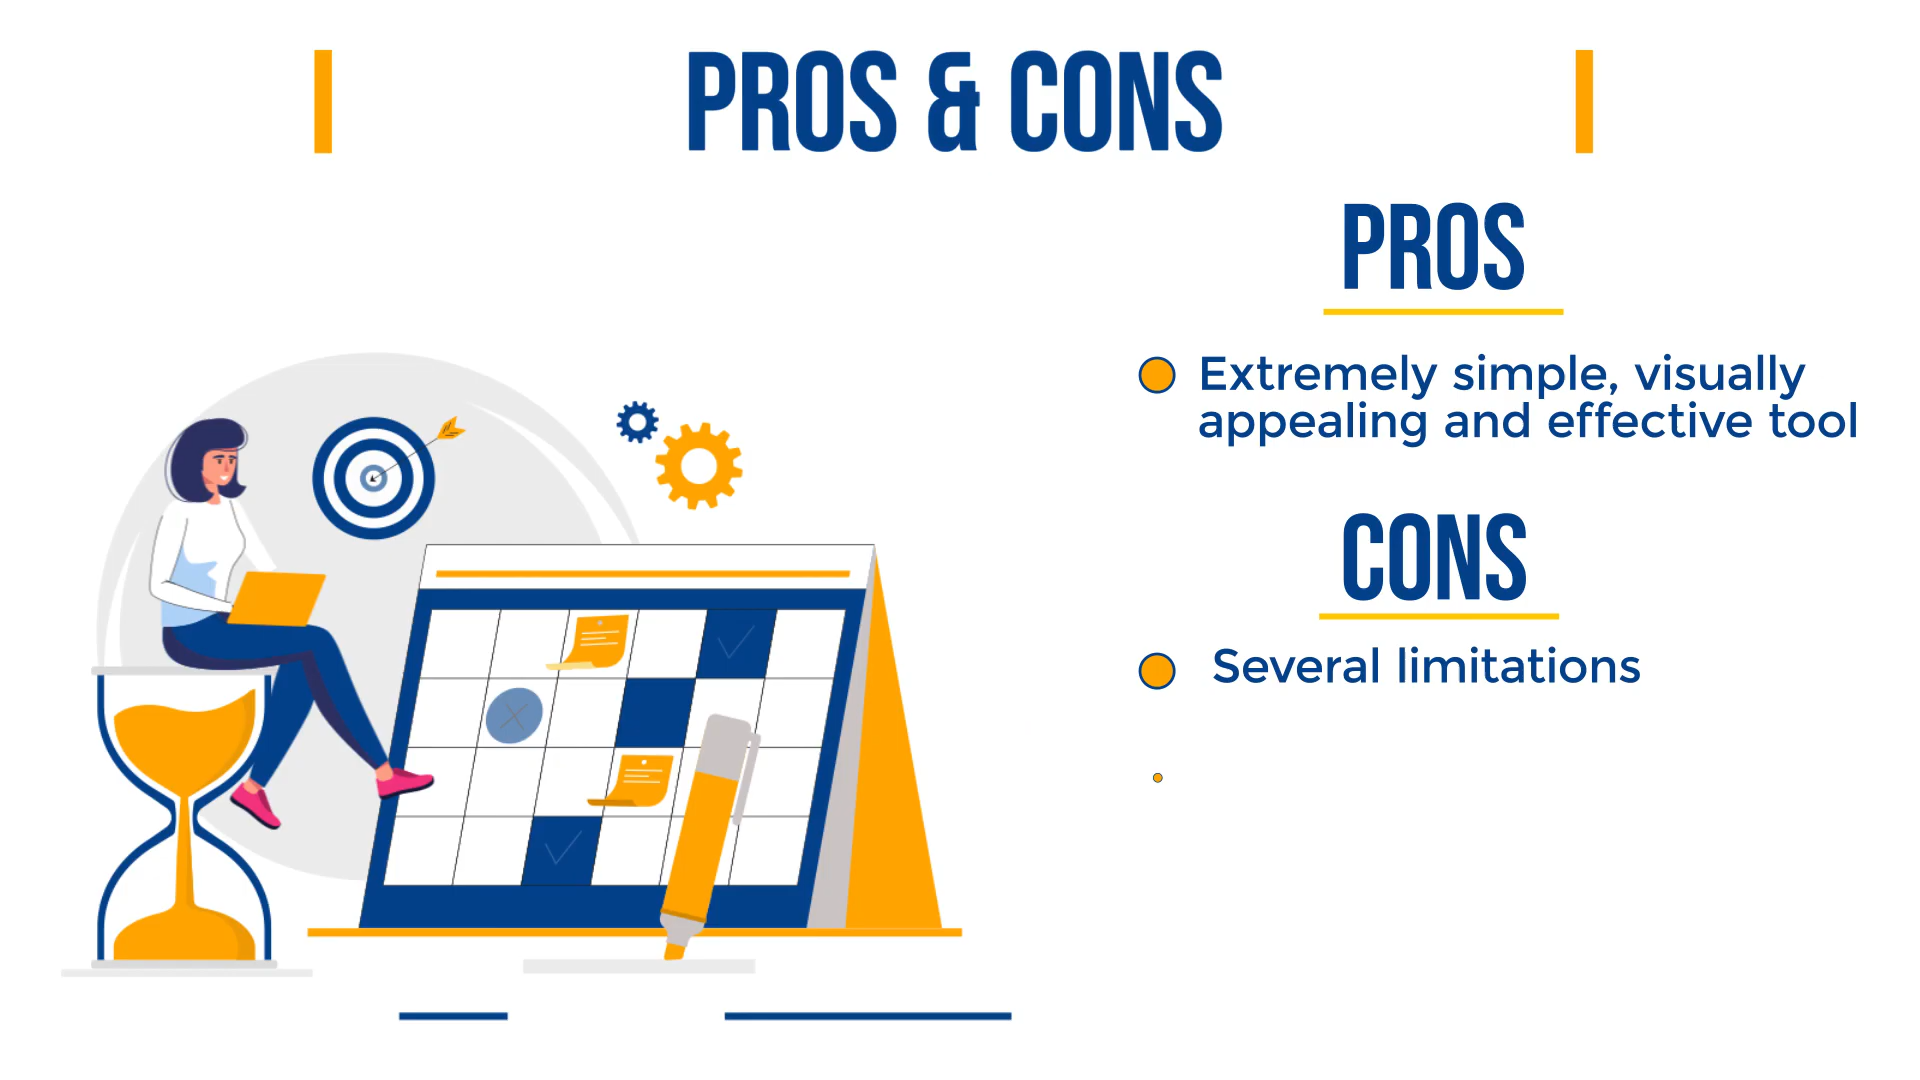 PROS & CONS
PROS
Extremely simple, visually
appealing and effective tool
CONS
Several limitations